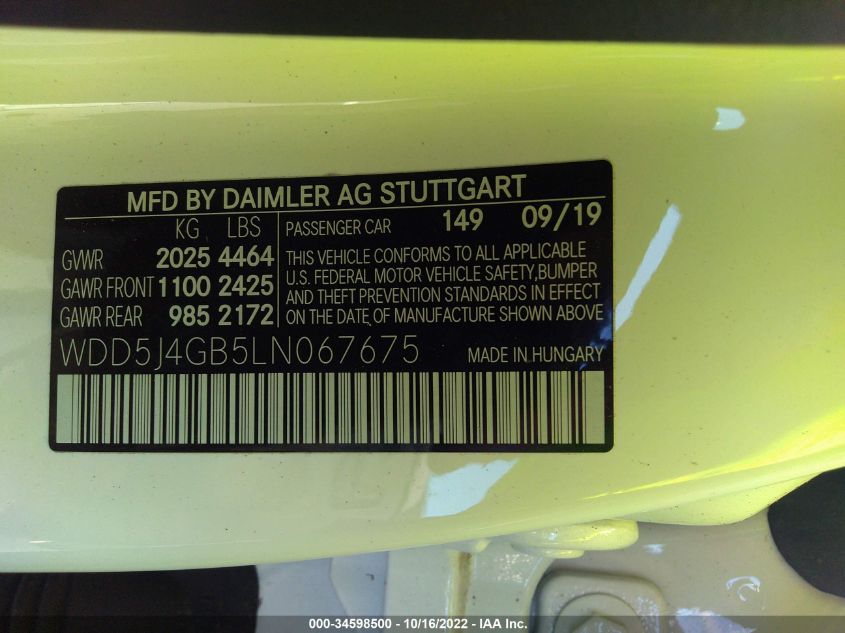 MFD BY DAIMLER AG STUTTGART
KG LBS
GVWR 2025 4464
GAWR FRONT 1100 2425
GAWR REAR 985 2172
PASSENGER CAR 149 09/19
THIS VEHICLE CONFORMS TO ALL APPLICABLE
U.S. FEDERAL MOTOR VEHICLE SAFETY,BUMPER
AND THEFT PREVENTION STANDARDS IN EFFECT
ON THE DATE OF MANUFACTURE SHOWN ABOVE
WDD5J4GB5LN067675 MADE IN HUNGARY
000-34598500 - 10/16/2022 - IAA Inc.